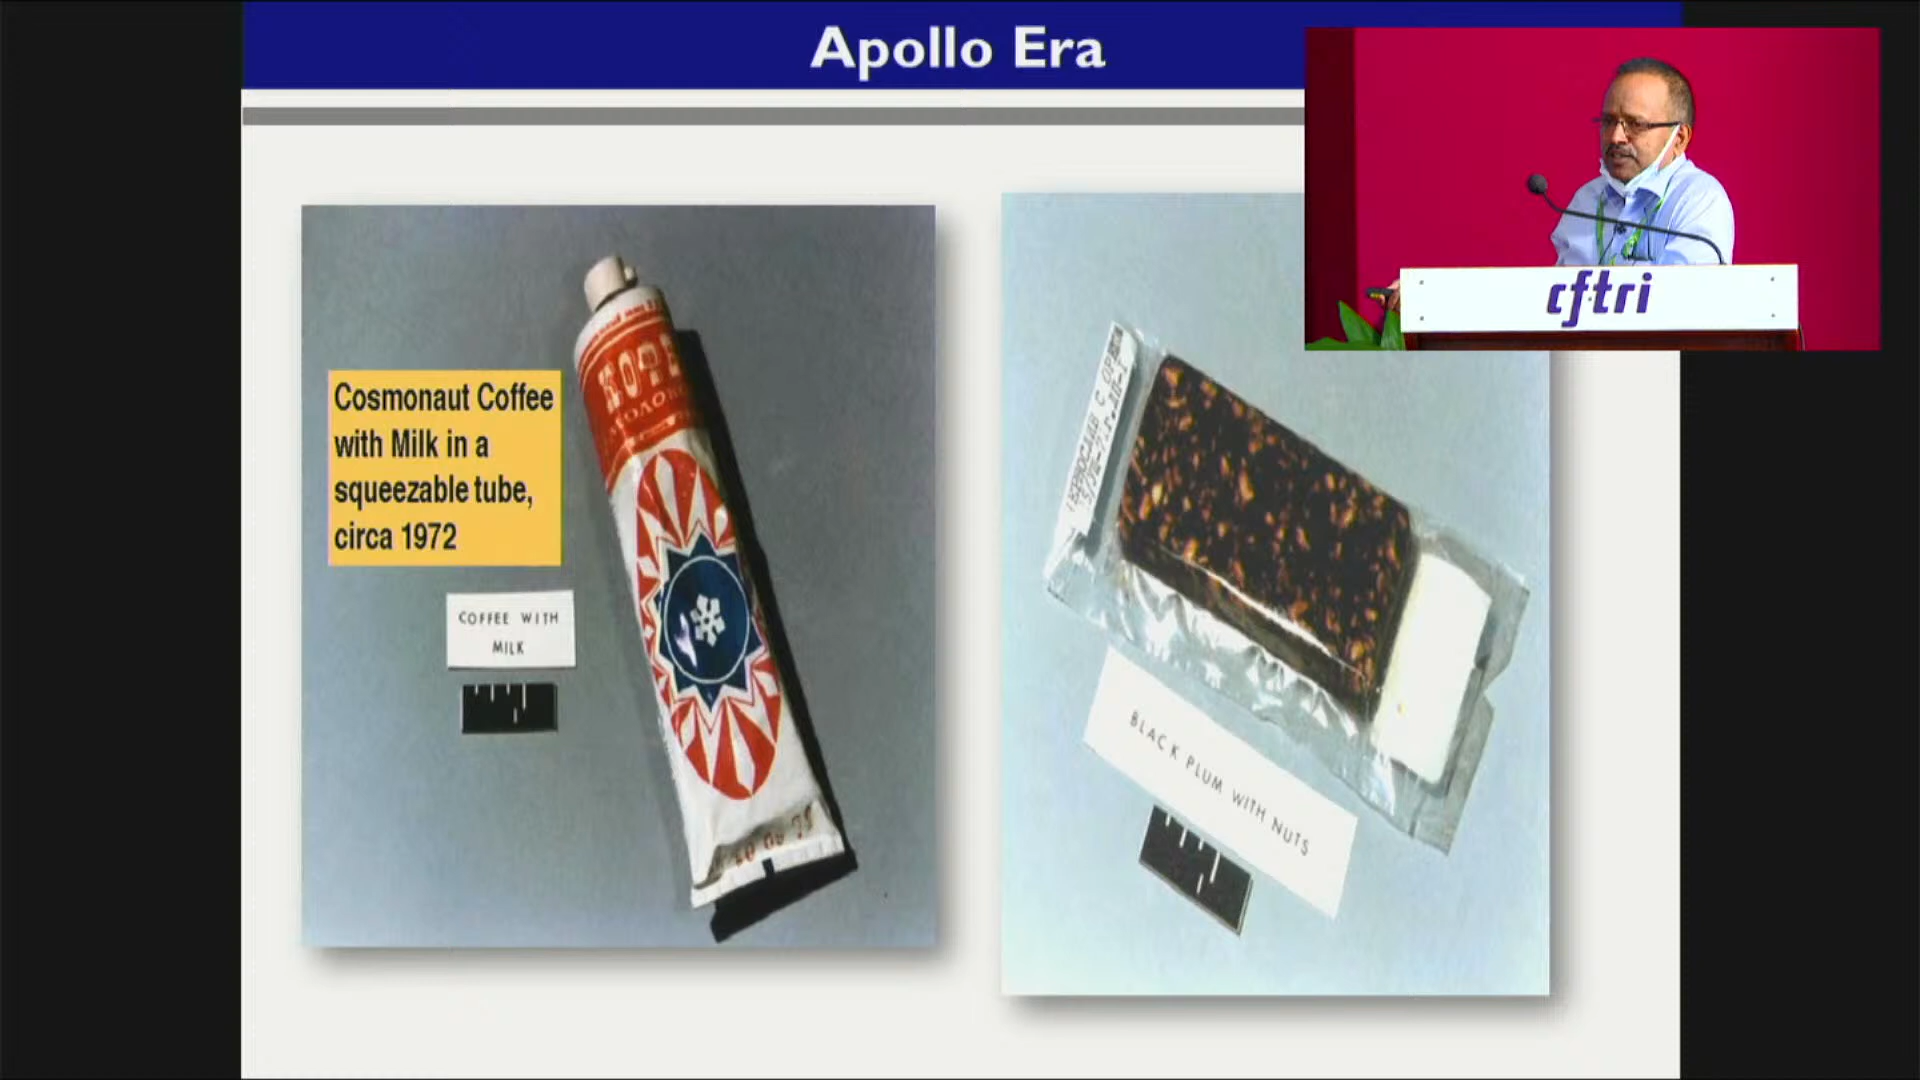 Apollo Era
Cosmonaut Coffee
with Milk in a
squeezable tube,
circa 1972
COFFEE WITH
MILK
BLACK PLUM WITH NUTS
cftri